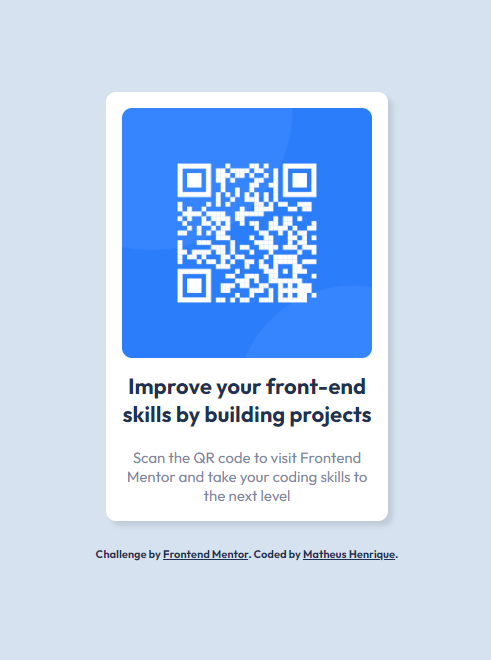 Improve your front-end
skills by building projects
Scan the QR code to visit Frontend
Mentor and take your coding skills to
the next level
Challenge by Frontend Mentor. Coded by Matheus Henrique.